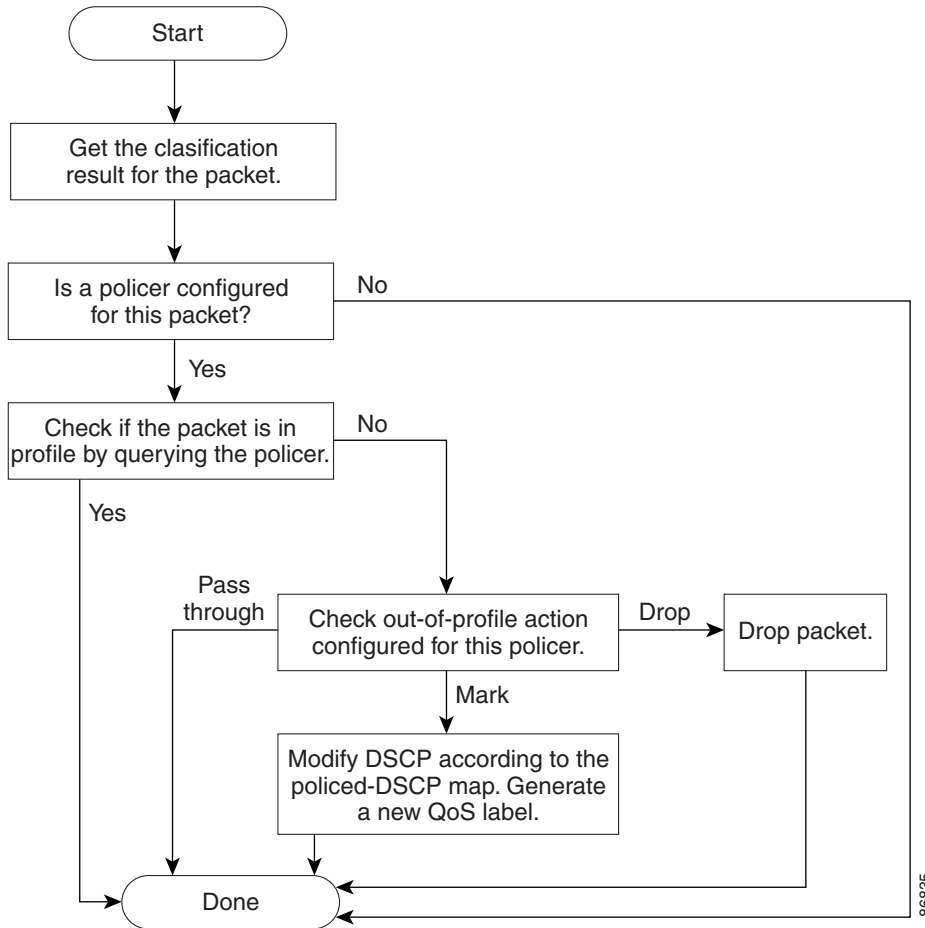 Start
Get the clasification
result for the packet.
Is a policer configured
for this packet?
No
Yes
Check if the packet is in
profile by querying the policer.
No
Yes
Pass
through
Check out-of-profile action
configured for this policer.
Drop
Drop packet.
Mark
Modify DSCP according to the
policed-DSCP map. Generate
a new QoS label.
Done
86835